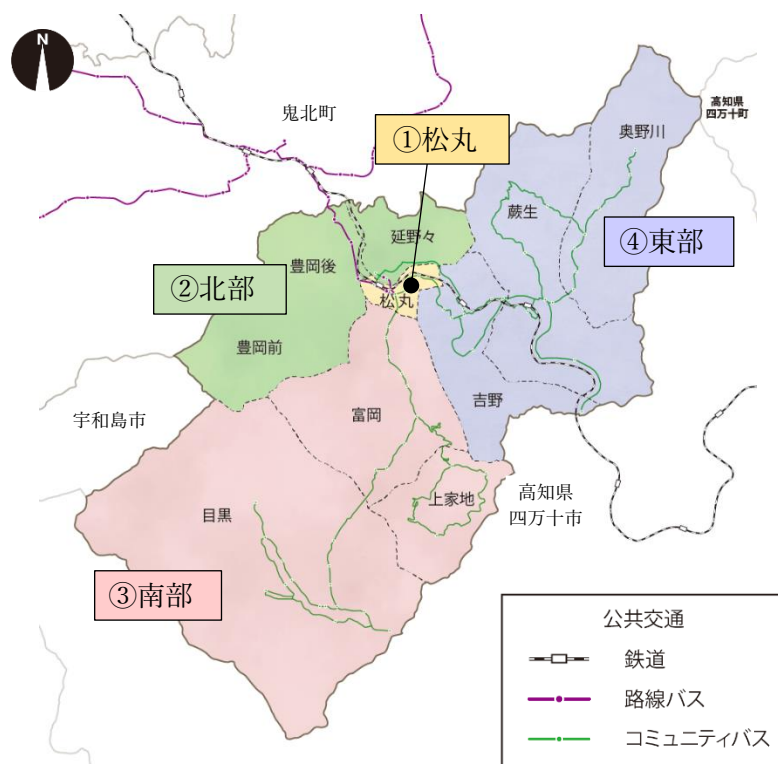 N
鬼北町
①松丸
高知県
四万十町
奥野川
蕨生
④東部
延野々
豊岡後
②北部
松丸
豊岡前
吉野
富岡
宇和島市
目黒
上家地
高知県
四万十市
③南部
公共交通
鉄道
路線バス
コミュニティバス